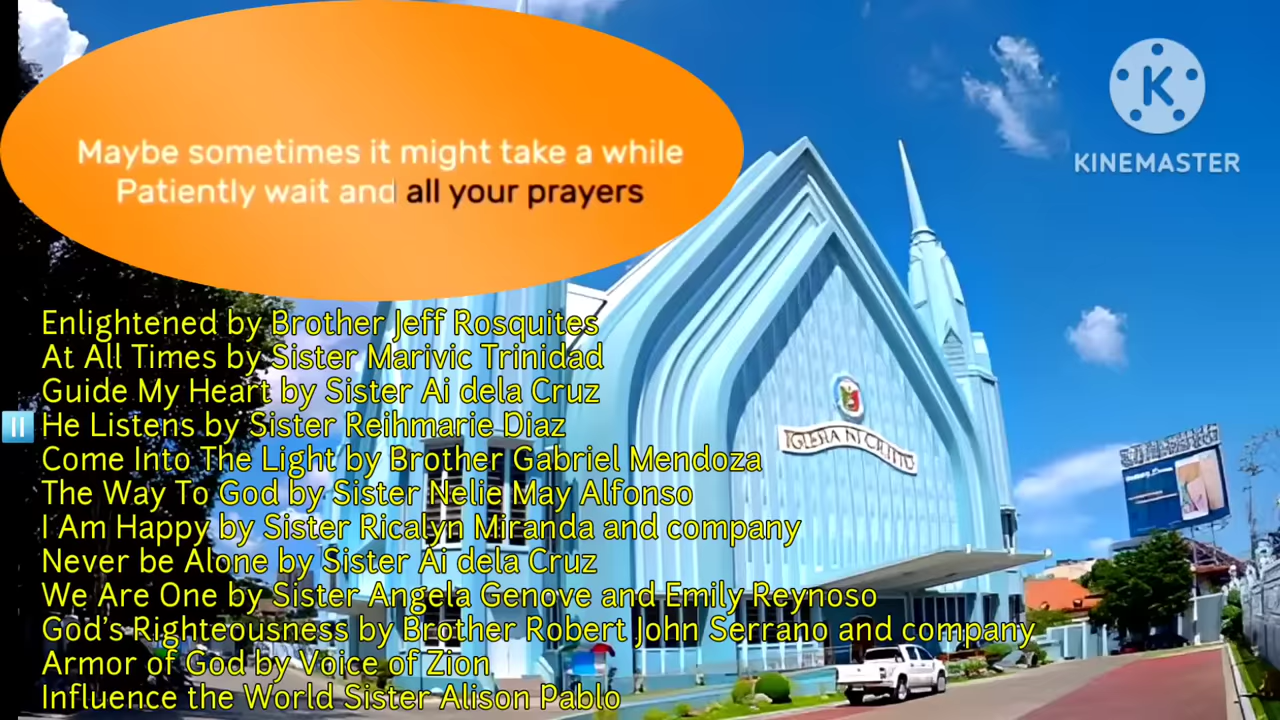 Maybe sometimes it might take a while
Patiently wait and all your prayers
KINEMASTER
Enlightened by Brother Jeff Rosquites
At All Times by Sister Marivic Trinidad
Guide My Heart by Sister Ai dela Cruz
He Listens by Sister Reihmarie Diaz
Come Into The Light by Brother Gabriel Mendoza
The Way To God by Sister Nelie May Alfonso
I Am Happy by Sister Ricalyn Miranda and company
Never be Alone by Sister Ai dela Cruz
We Are One by Sister Angela Genove and Emily Reynoso
God's Righteousness by Brother Robert John Serrano and company
Armor of God by Voice of Zion
Influence the World Sister Alison Pablo
IGLESIA NI CRISTO